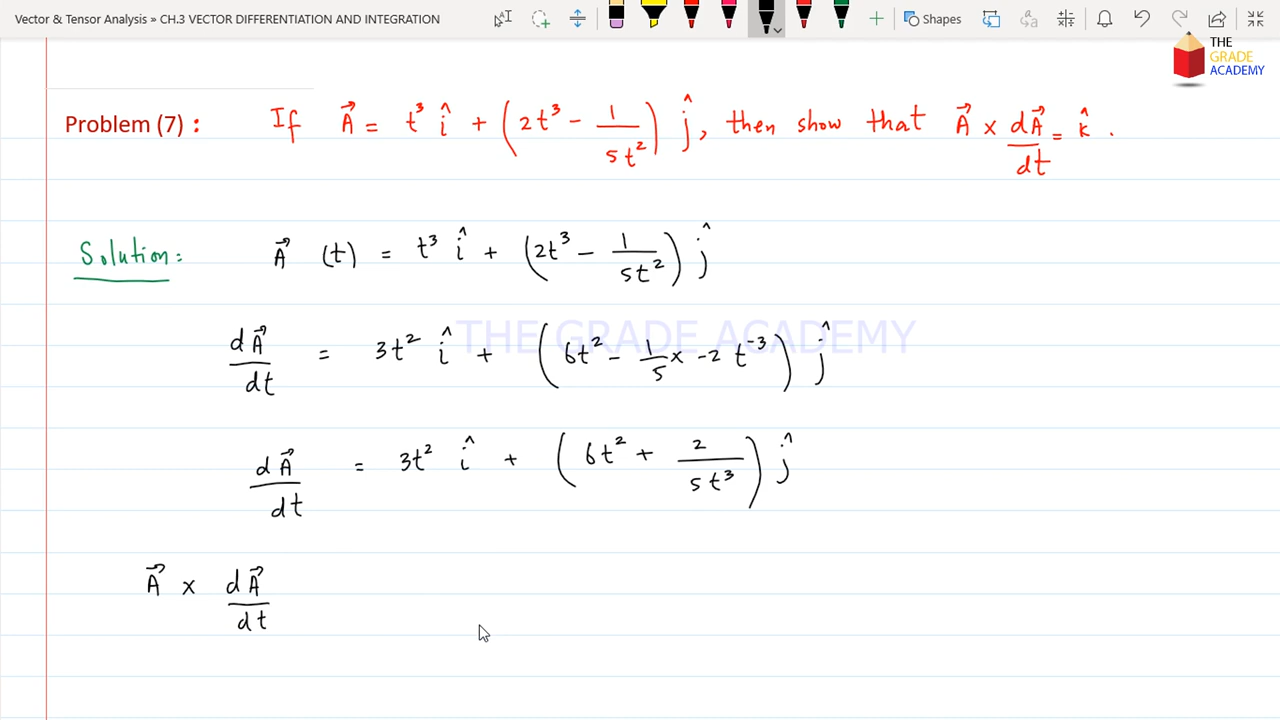 Vector & Tensor Analysis » CH.3 VECTOR DIFFERENTIATION AND INTEGRATION
Shapes
THE
GRADE
ACADEMY
Problem (7) : If A⃗ = t³ î + (2t³ − 1/5t²) ĵ, then show that A⃗ × dA⃗/dt = k̂ .
Solution: A⃗ (t) = t³ î + (2t³ − 1/5t²) ĵ
THE GRADE ACADEMY
dA⃗/dt = 3t² î + (6t² − 1/5 x −2 t⁻³) ĵ
dA⃗/dt = 3t² î + (6t² + 2/5t³) ĵ
A⃗ × dA⃗/dt